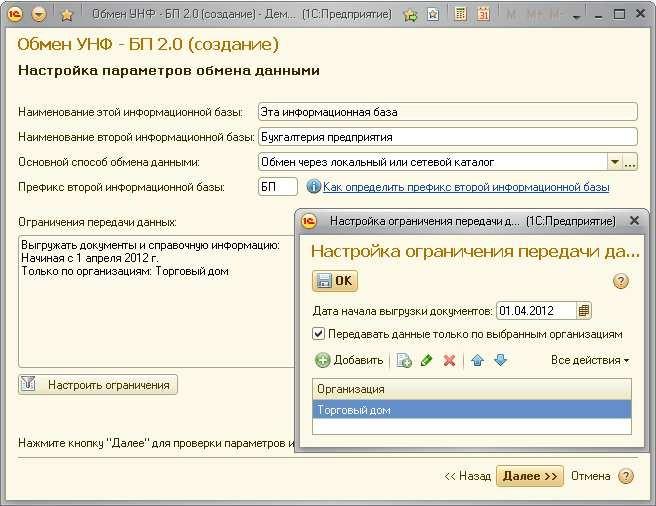 Обмен УНФ - БП 2.0 (создание) - Дем... (1С:Предприятие)
M M+ M-
Обмен УНФ - БП 2.0 (создание)
Настройка параметров обмена данными
Наименование этой информационной базы: Эта информационная база
Наименование второй информационной базы: Бухгалтерия предприятия
Основной способ обмена данными: Обмен через локальный или сетевой каталог ...
Префикс второй информационной базы: БП Как определить префикс второй информационной базы
Ограничения передачи данных:
Выгружать документы и справочную информацию:
Начиная с 1 апреля 2012 г.
Только по организациям: Торговый дом
Настроить ограничения
Нажмите кнопку "Далее" для проверки параметров и
<< Назад Далее >> Отмена ?
Настройка ограничения передачи д... (1С:Предприятие)
Настройка ограничения передачи да...
OK ?
Дата начала выгрузки документов: 01.04.2012
Передавать данные только по выбранным организациям
Добавить Все действия
Организация
Торговый дом